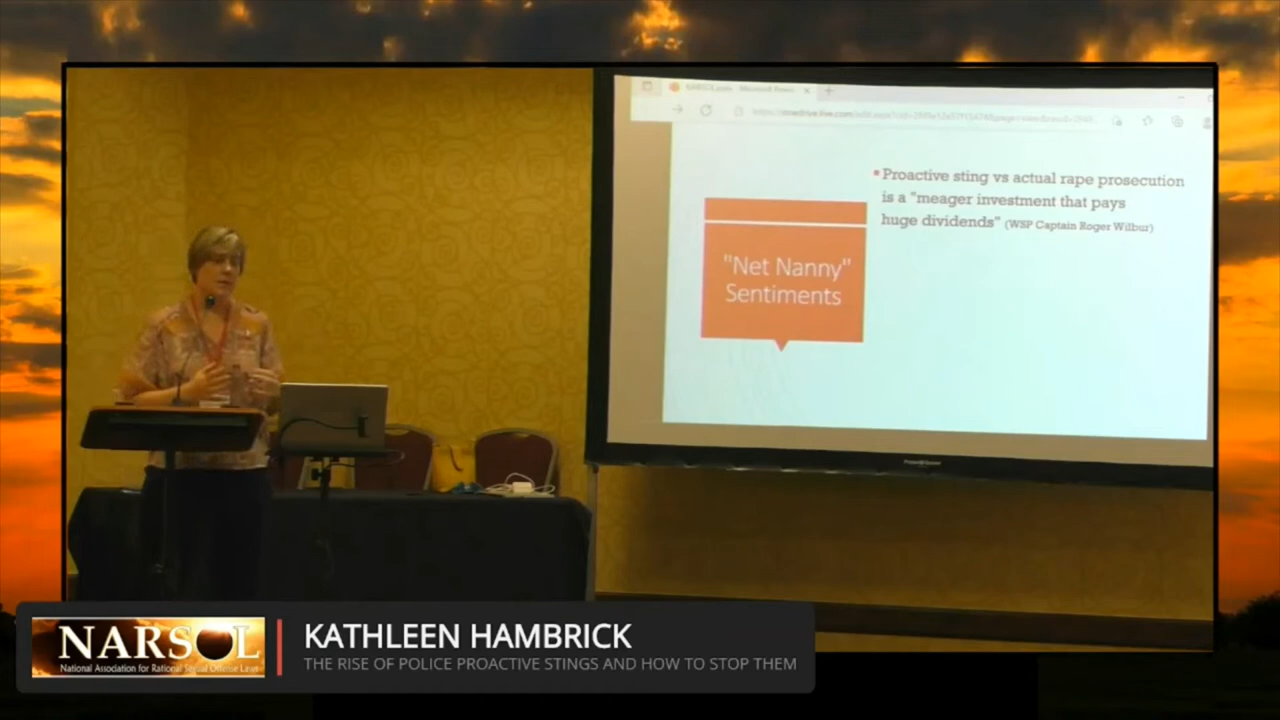 Proactive sting vs actual rape prosecution
is a "meager investment that pays
huge dividends" (WSP Captain Roger Wilbur)
"Net Nanny"
Sentiments
NARSOL
National Association for Rational Sexual Offense Laws
KATHLEEN HAMBRICK
THE RISE OF POLICE PROACTIVE STINGS AND HOW TO STOP THEM